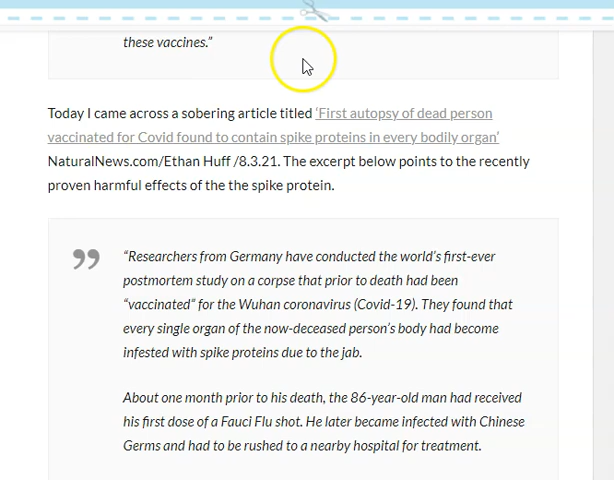 these vaccines.”
Today I came across a sobering article titled ‘First autopsy of dead person
vaccinated for Covid found to contain spike proteins in every bodily organ’
NaturalNews.com/Ethan Huff /8.3.21. The excerpt below points to the recently
proven harmful effects of the the spike protein.
“Researchers from Germany have conducted the world’s first-ever
postmortem study on a corpse that prior to death had been
“vaccinated” for the Wuhan coronavirus (Covid-19). They found that
every single organ of the now-deceased person’s body had become
infested with spike proteins due to the jab.
About one month prior to his death, the 86-year-old man had received
his first dose of a Fauci Flu shot. He later became infected with Chinese
Germs and had to be rushed to a nearby hospital for treatment.